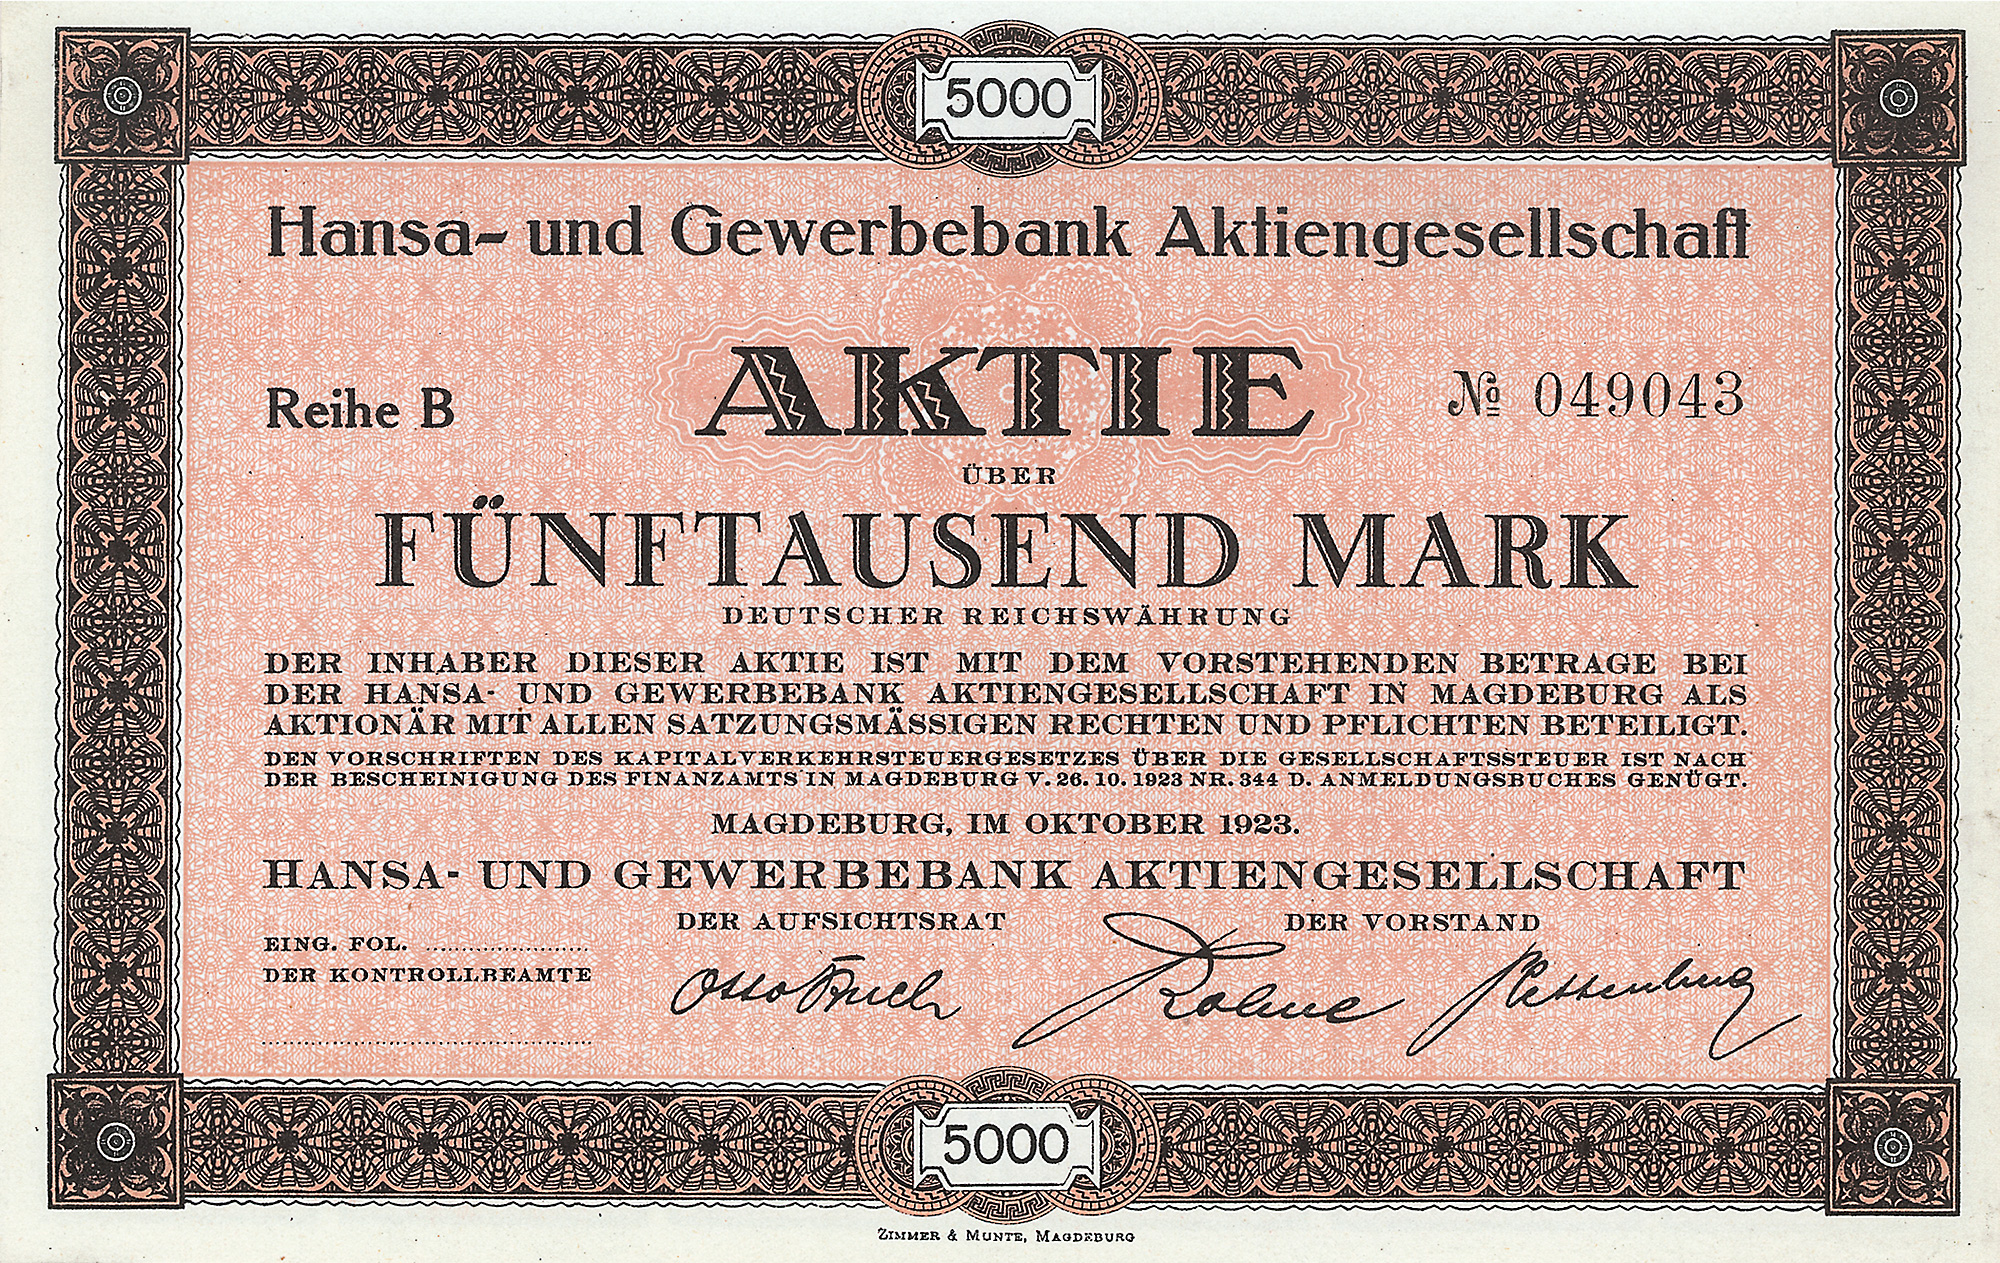 5000
Hansa- und Gewerbebank Aktiengesellschaft
Reihe B
AKTIE
№ 049043
ÜBER
FÜNFTAUSEND MARK
DEUTSCHER REICHSWÄHRUNG
DER INHABER DIESER AKTIE IST MIT DEM VORSTEHENDEN BETRAGE BEI
DER HANSA- UND GEWERBEBANK AKTIENGESELLSCHAFT IN MAGDEBURG ALS
AKTIONÄR MIT ALLEN SATZUNGSMÄSSIGEN RECHTEN UND PFLICHTEN BETEILIGT.
DEN VORSCHRIFTEN DES KAPITALVERKEHRSTEUERGESETZES ÜBER DIE GESELLSCHAFTSSTEUER IST NACH
DER BESCHEINIGUNG DES FINANZAMTS IN MAGDEBURG V. 26. 10. 1923 NR. 344 D. ANMELDUNGSBUCHES GENÜGT.
MAGDEBURG, IM OKTOBER 1923.
HANSA- UND GEWERBEBANK AKTIENGESELLSCHAFT
DER AUFSICHTSRAT
DER VORSTAND
EING. FOL.
DER KONTROLLBEAMTE
Otto
5000
ZIMMER & MUNTE, MAGDEBURG